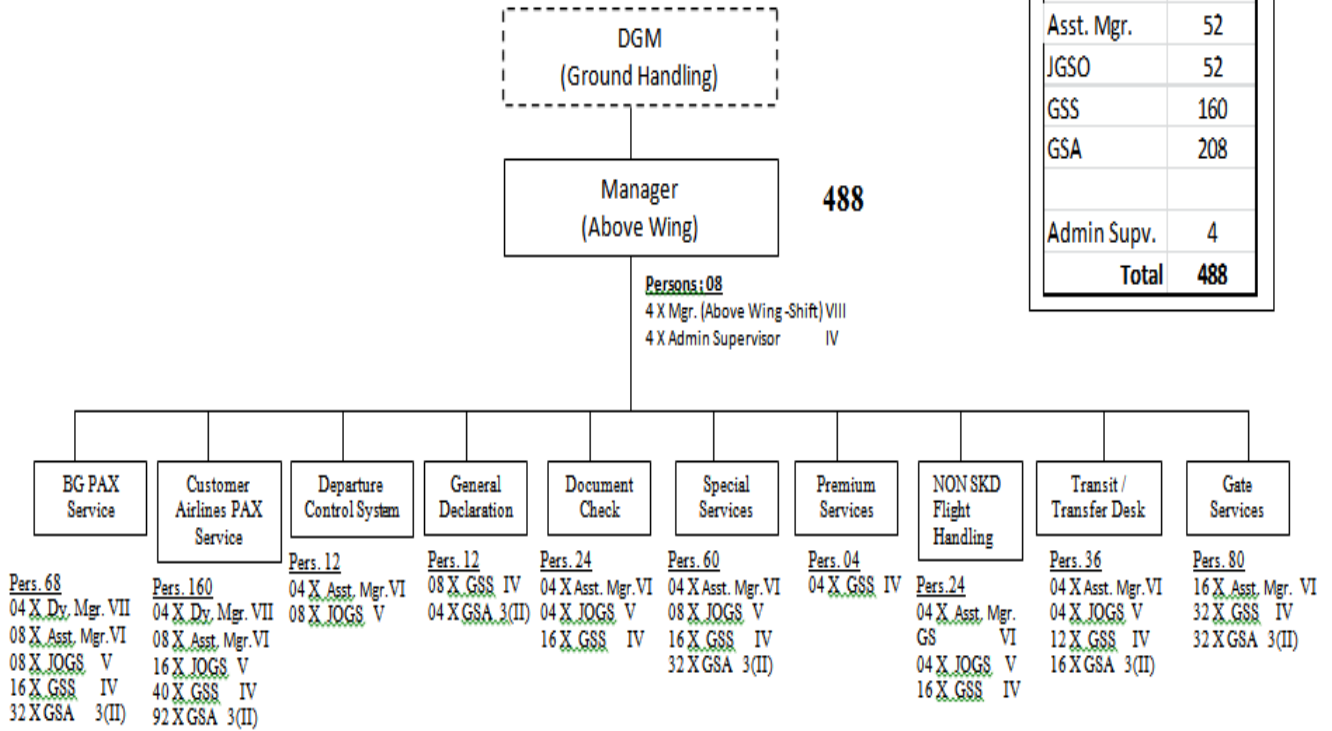 DGM
(Ground Handling)
Asst. Mgr. 52
JGSO 52
GSS 160
GSA 208
Admin Supv. 4
Total 488
Manager
(Above Wing)
488
Persons : 08
4 X Mgr. (Above Wing -Shift) VIII
4 X Admin Supervisor IV
BG PAX
Service
Pers. 68
04 X Dy. Mgr. VII
08 X Asst. Mgr. VI
08 X JOGS V
16 X GSS IV
32 X GSA 3(II)
Customer
Airlines PAX
Service
Pers. 160
04 X Dy. Mgr. VII
08 X Asst. Mgr. VI
16 X JOGS V
40 X GSS IV
92 X GSA 3(II)
Departure
Control System
Pers. 12
04 X Asst. Mgr. VI
08 X JOGS V
General
Declaration
Pers. 12
08 X GSS IV
04 X GSA 3(II)
Document
Check
Pers. 24
04 X Asst. Mgr. VI
04 X JOGS V
16 X GSS IV
Special
Services
Pers. 60
04 X Asst. Mgr. VI
08 X JOGS V
16 X GSS IV
32 X GSA 3(II)
Premium
Services
Pers. 04
04 X GSS IV
NON SKD
Flight
Handling
Pers.24
04 X Asst. Mgr.
GS VI
04 X JOGS V
16 X GSS IV
Transit /
Transfer Desk
Pers. 36
04 X Asst. Mgr. VI
04 X JOGS V
12 X GSS IV
16 X GSA 3(II)
Gate
Services
Pers. 80
16 X Asst. Mgr. VI
32 X GSS IV
32 X GSA 3(II)